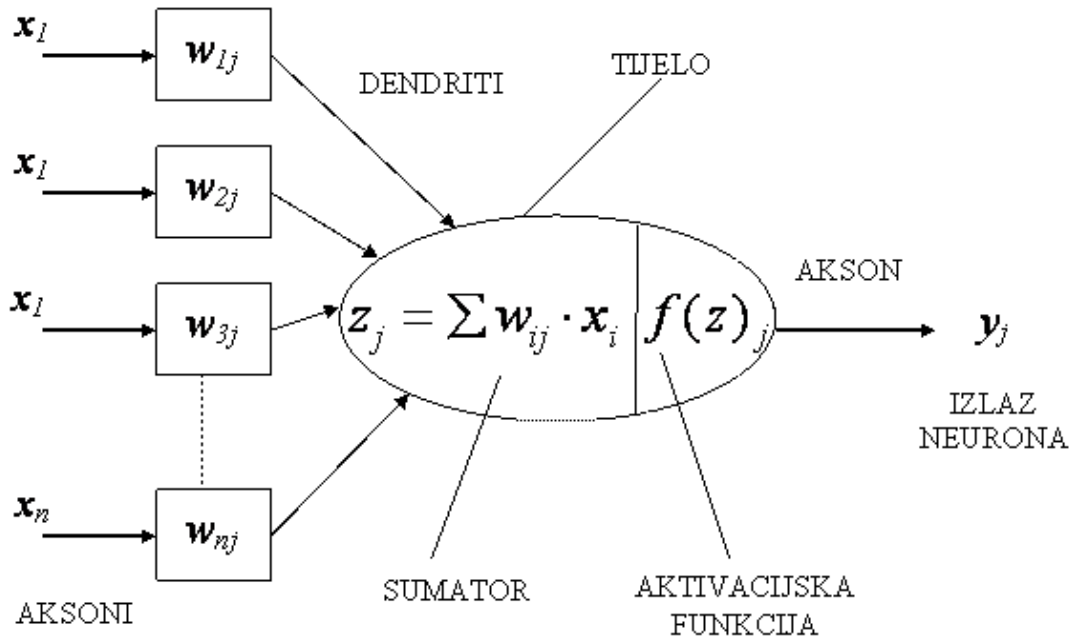 x₁
w₁ⱼ
DENDRITI
TIJELO
x₁
w₂ⱼ
x₁
w₃ⱼ
zⱼ = ∑ wᵢⱼ · xᵢ
f(z)ⱼ
AKSON
yⱼ
IZLAZ
NEURONA
xₙ
wₙⱼ
AKSONI
SUMATOR
AKTIVACIJSKA
FUNKCIJA